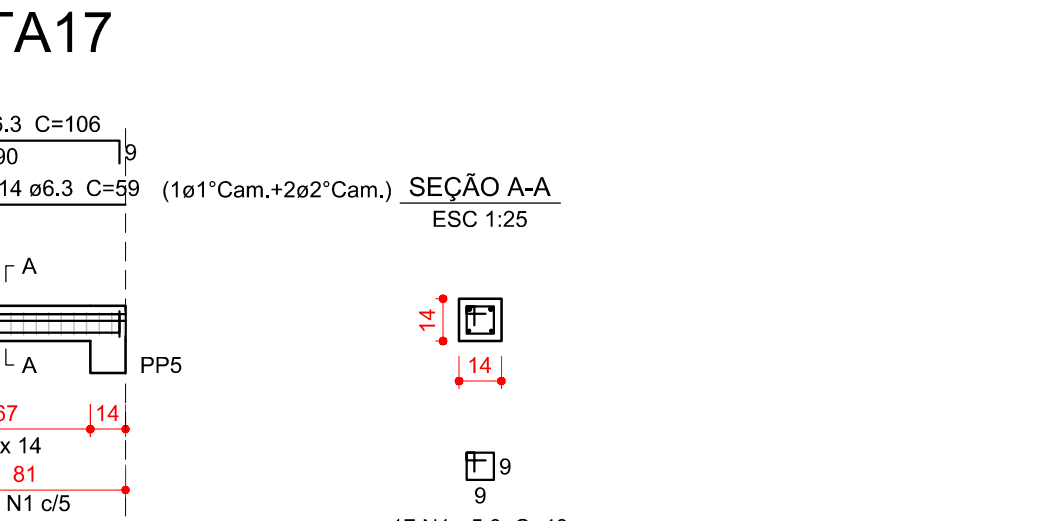 TA17
6.3 C=106
90
9
14 ø6.3 C=59 (1ø1°Cam.+2ø2°Cam.)
SEÇÃO A-A
ESC 1:25
A
14
14
A
PP5
67
14
x 14
81
N1 c/5
9
9